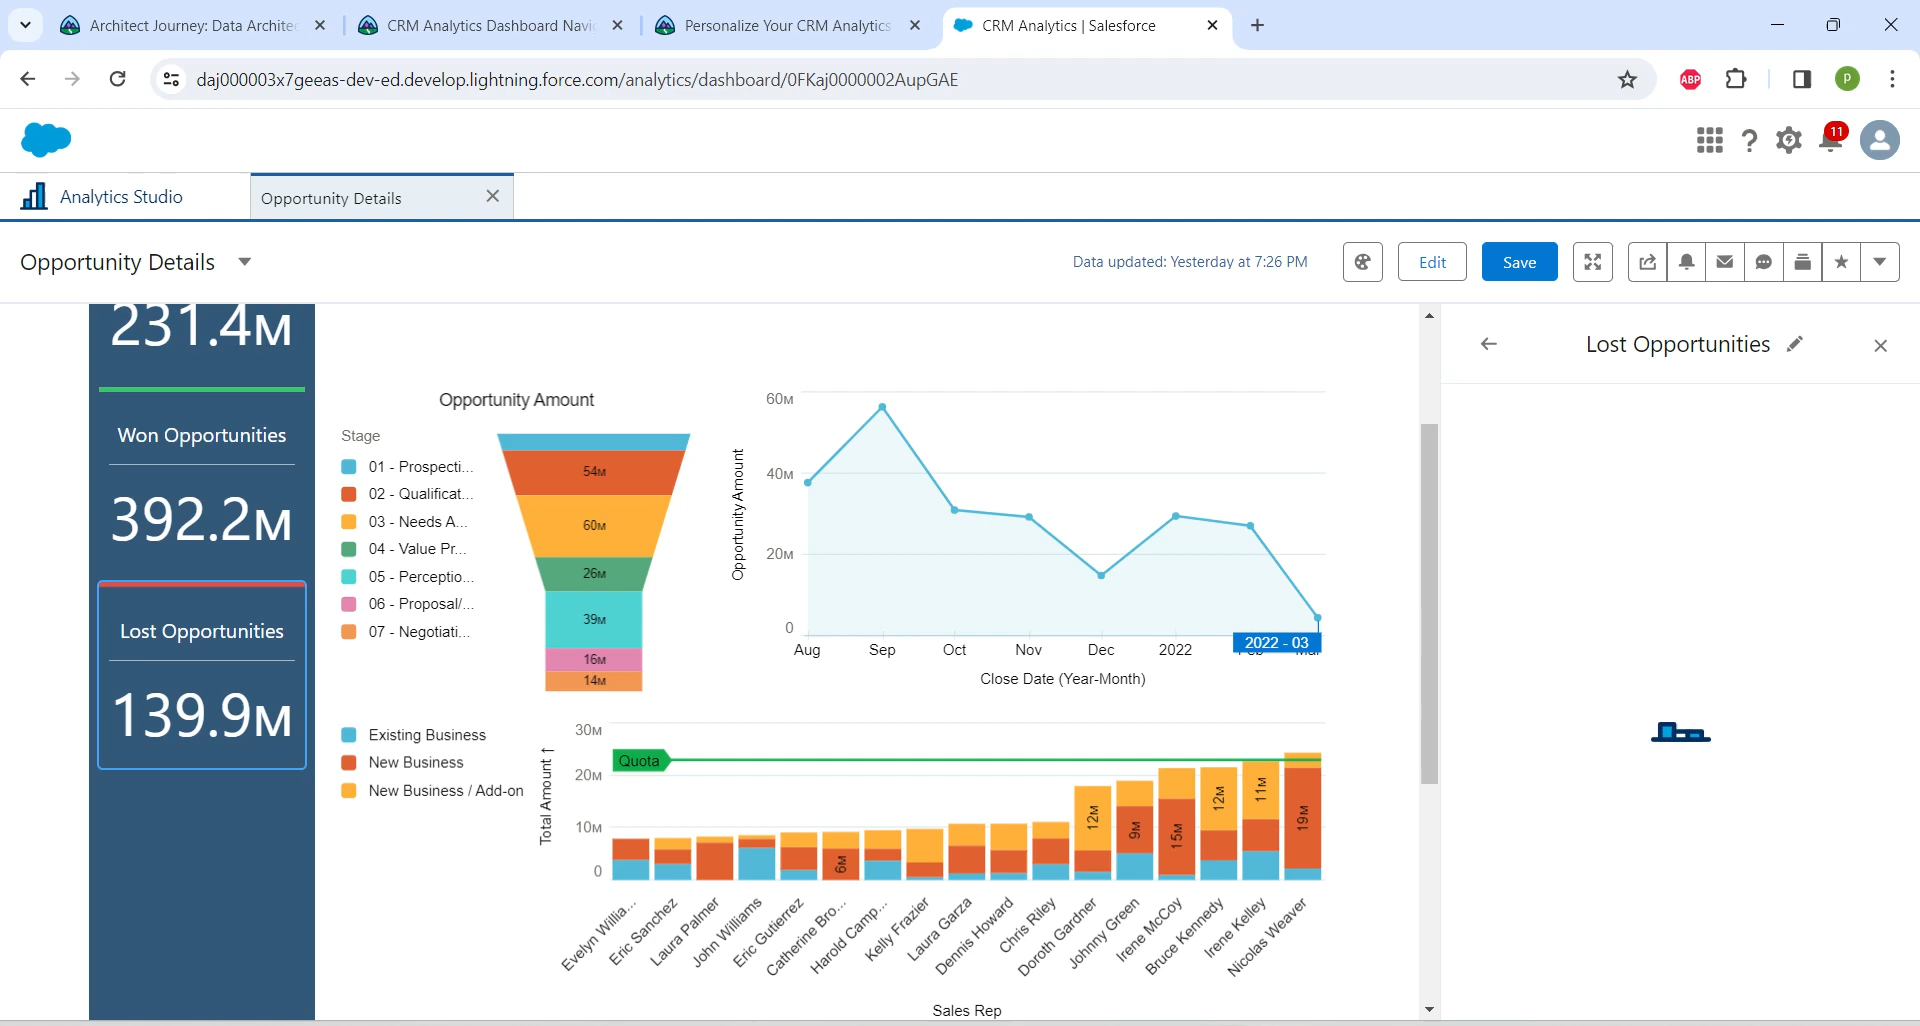 Architect Journey: Data Archite
CRM Analytics Dashboard Navi
Personalize Your CRM Analytics
CRM Analytics | Salesforce
daj000003x7geeas-dev-ed.develop.lightning.force.com/analytics/dashboard/0FKaj0000002AupGAE
ABP
P
?
11
Analytics Studio
Opportunity Details
Opportunity Details
Data updated: Yesterday at 7:26 PM
Edit
Save
231.4M
Won Opportunities
392.2M
Lost Opportunities
139.9M
Opportunity Amount
Stage
01 - Prospecti...
02 - Qualificat...
03 - Needs A...
04 - Value Pr...
05 - Perceptio...
06 - Proposal/...
07 - Negotiati...
54M
60M
26M
39M
16M
14M
Opportunity Amount
60M
40M
20M
0
Aug
Sep
Oct
Nov
Dec
2022
2022 - 03
Close Date (Year-Month)
Existing Business
New Business
New Business / Add-on
Total Amount ↑
30M
20M
10M
0
Quota
6M
12M
9M
15M
12M
11M
19M
Evelyn Willia...
Eric Sanchez
Laura Palmer
John Williams
Eric Gutierrez
Catherine Bro...
Harold Camp...
Kelly Frazier
Laura Garza
Dennis Howard
Chris Riley
Doroth Gardner
Johnny Green
Irene McCoy
Bruce Kennedy
Irene Kelley
Nicolas Weaver
Sales Rep
Lost Opportunities